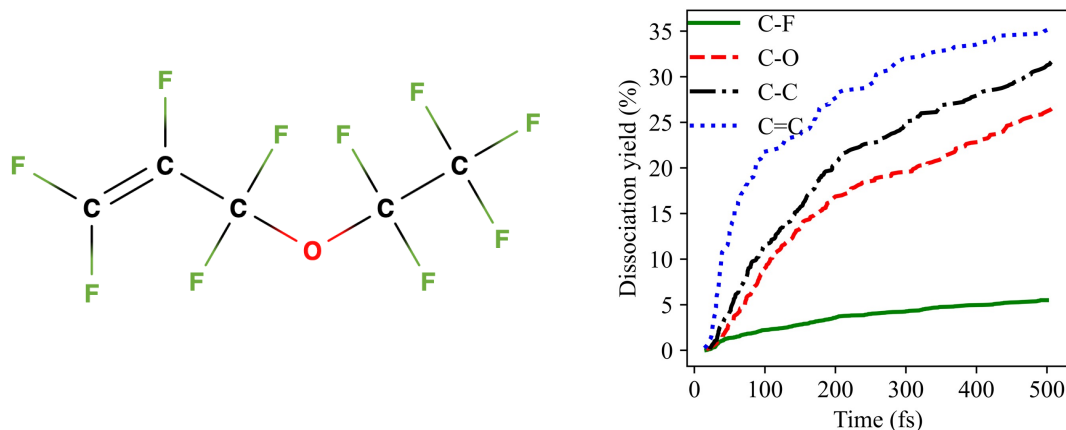 F
F
F
C
C
F
F
C
F
F
O
F
C
F
F
C
F
F
F
C-F
C-O
C-C
C=C
Dissociation yield (%)
35
30
25
20
15
10
5
0
0 100 200 300 400 500
Time (fs)